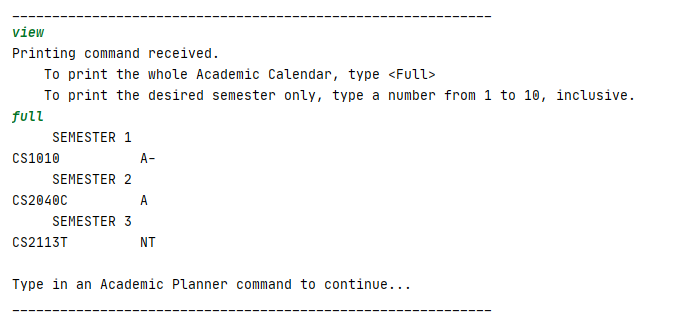 ____________________________________________________________
view
Printing command received.
    To print the whole Academic Calendar, type <Full>
    To print the desired semester only, type a number from 1 to 10, inclusive.
full
     SEMESTER 1
CS1010          A-
     SEMESTER 2
CS2040C         A
     SEMESTER 3
CS2113T         NT

Type in an Academic Planner command to continue...
____________________________________________________________